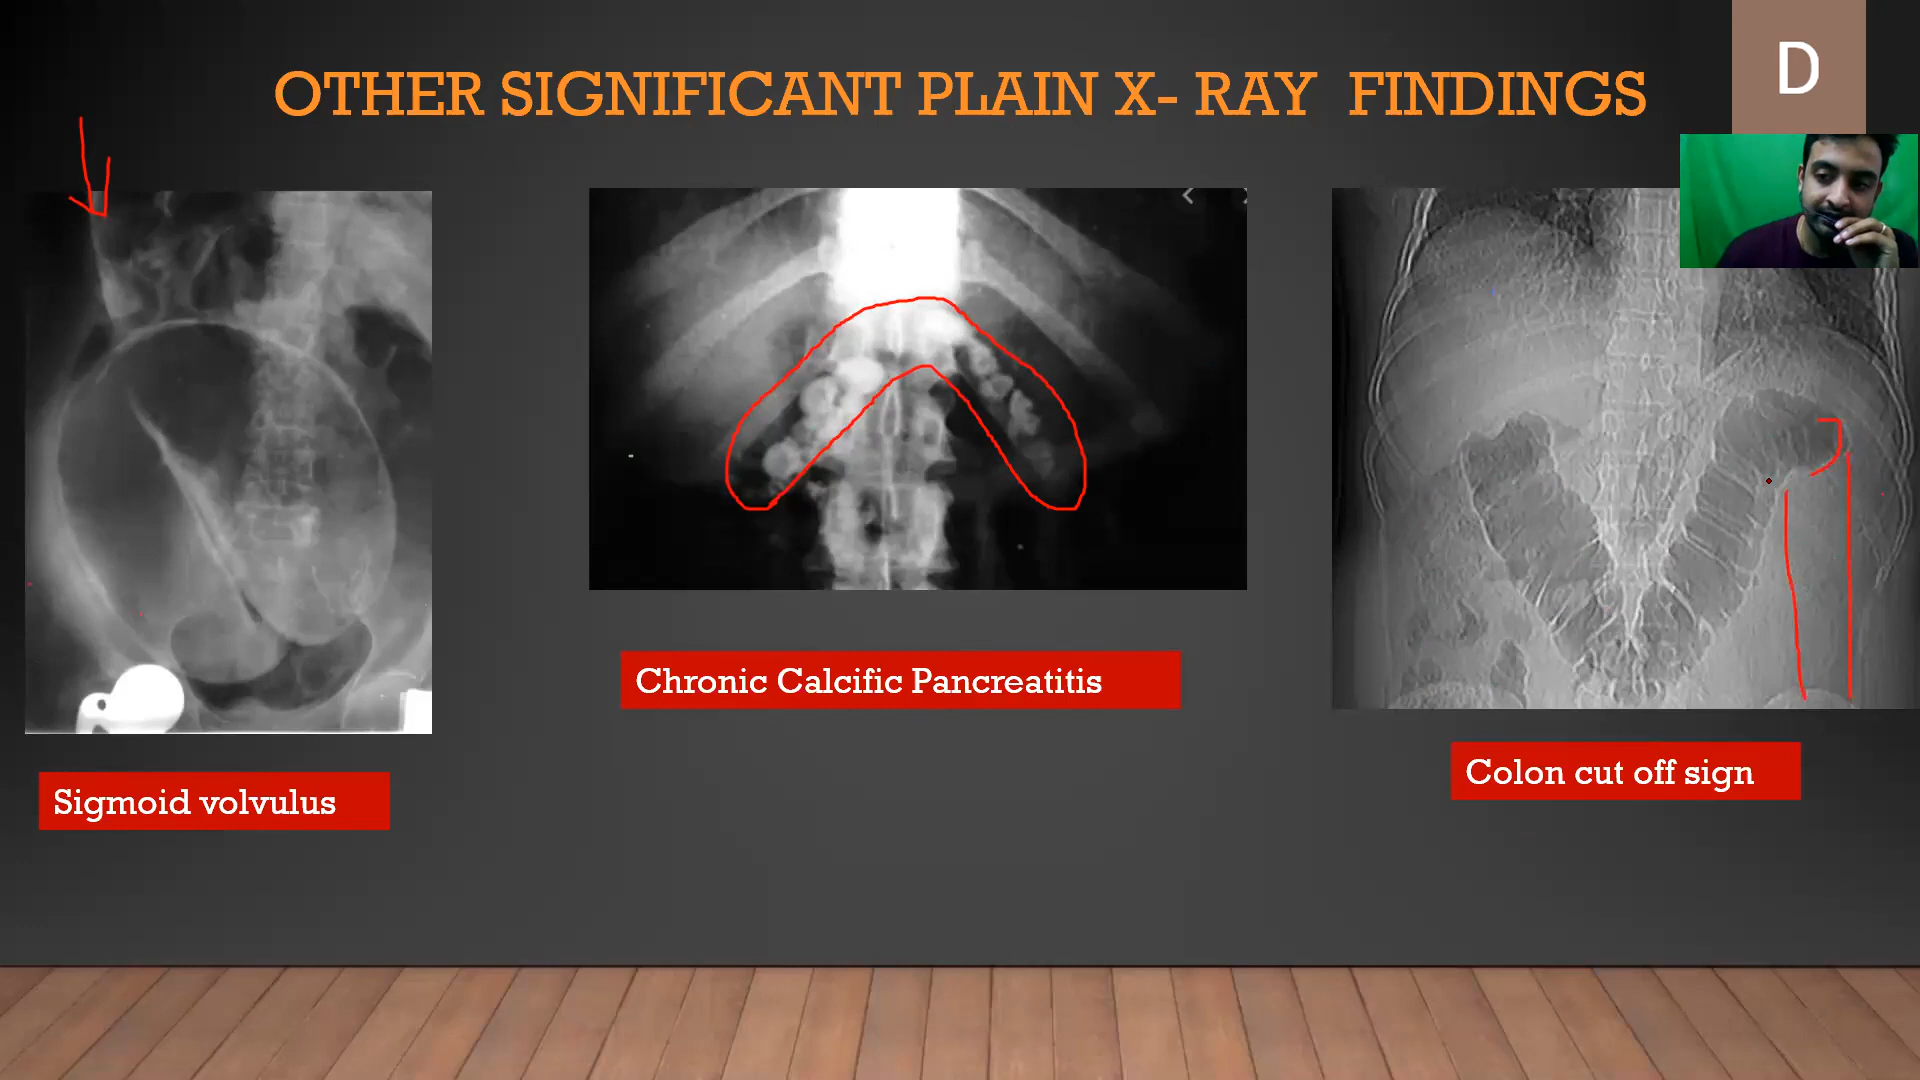 OTHER SIGNIFICANT PLAIN X- RAY FINDINGS
D
Chronic Calcific Pancreatitis
Colon cut off sign
Sigmoid volvulus